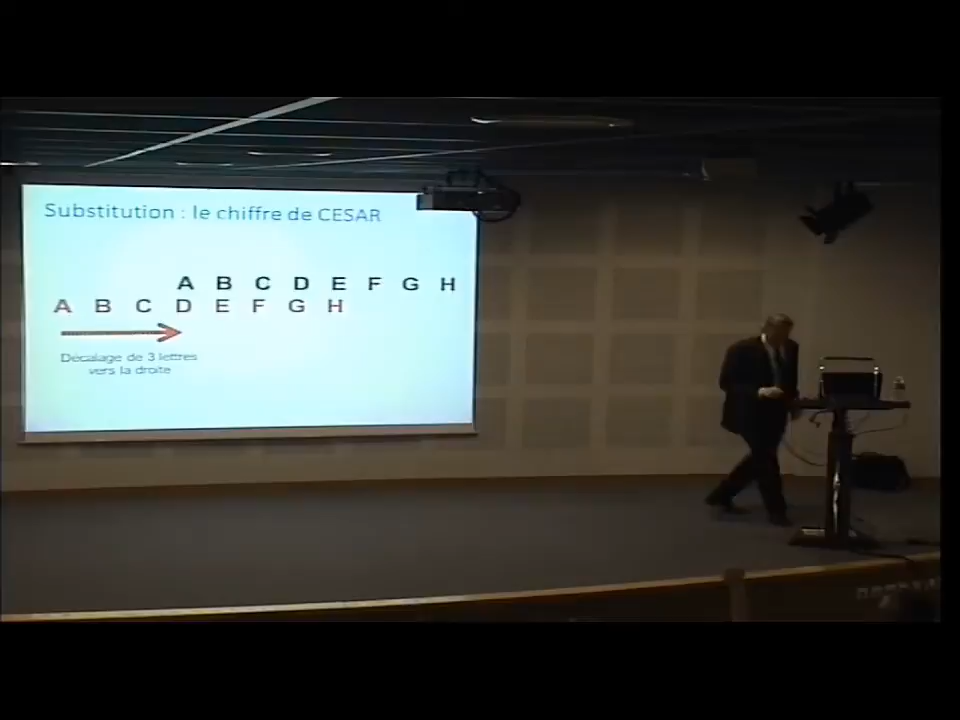 Substitution : le chiffre de CESAR
A B C D E F G H
A B C D E F G H
Décalage de 3 lettres
vers la droite